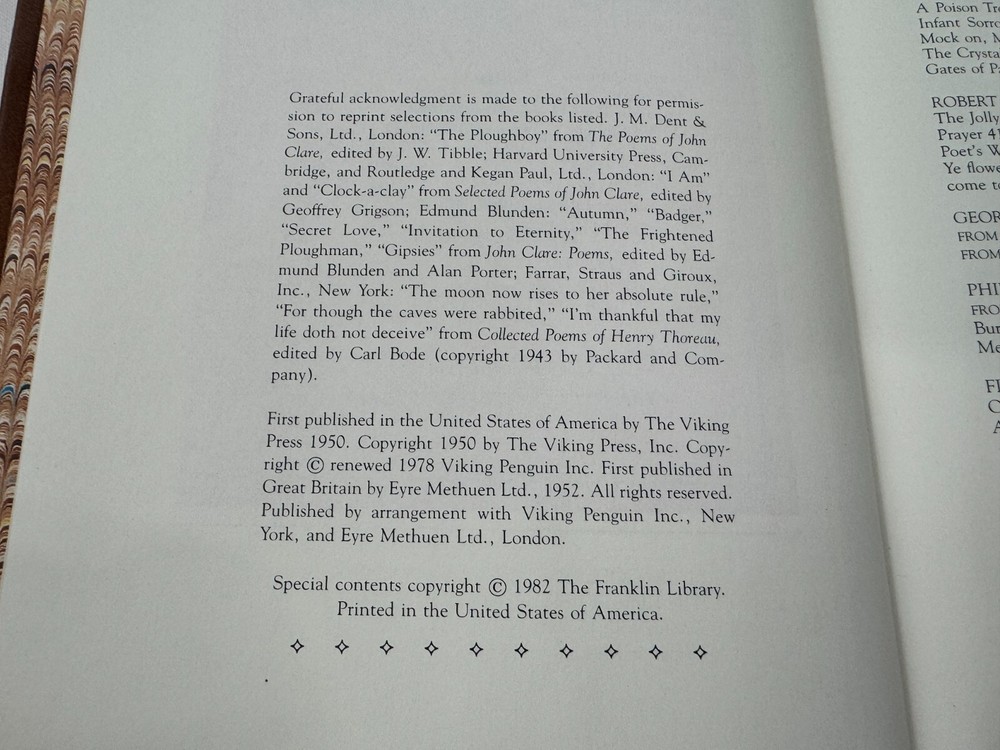 Grateful acknowledgment is made to the following for permis-
sion to reprint selections from the books listed. J. M. Dent &
Sons, Ltd., London: “The Ploughboy” from The Poems of John
Clare, edited by J. W. Tibble; Harvard University Press, Cam-
bridge, and Routledge and Kegan Paul, Ltd., London: “I Am”
and “Clock-a-clay” from Selected Poems of John Clare, edited by
Geoffrey Grigson; Edmund Blunden: “Autumn,” “Badger,”
“Secret Love,” “Invitation to Eternity,” “The Frightened
Ploughman,” “Gipsies” from John Clare: Poems, edited by Ed-
mund Blunden and Alan Porter; Farrar, Straus and Giroux,
Inc., New York: “The moon now rises to her absolute rule,”
“For though the caves were rabbited,” “I’m thankful that my
life doth not deceive” from Collected Poems of Henry Thoreau,
edited by Carl Bode (copyright 1943 by Packard and Com-
pany).
First published in the United States of America by The Viking
Press 1950. Copyright 1950 by The Viking Press, Inc. Copy-
right © renewed 1978 Viking Penguin Inc. First published in
Great Britain by Eyre Methuen Ltd., 1952. All rights reserved.
Published by arrangement with Viking Penguin Inc., New
York, and Eyre Methuen Ltd., London.
Special contents copyright © 1982 The Franklin Library.
Printed in the United States of America.
A Poison
Infant
Mock on,
The
Gates of
ROBERT
The Jolly
Prayer
Poet's
Ye
come
FROM
FROM